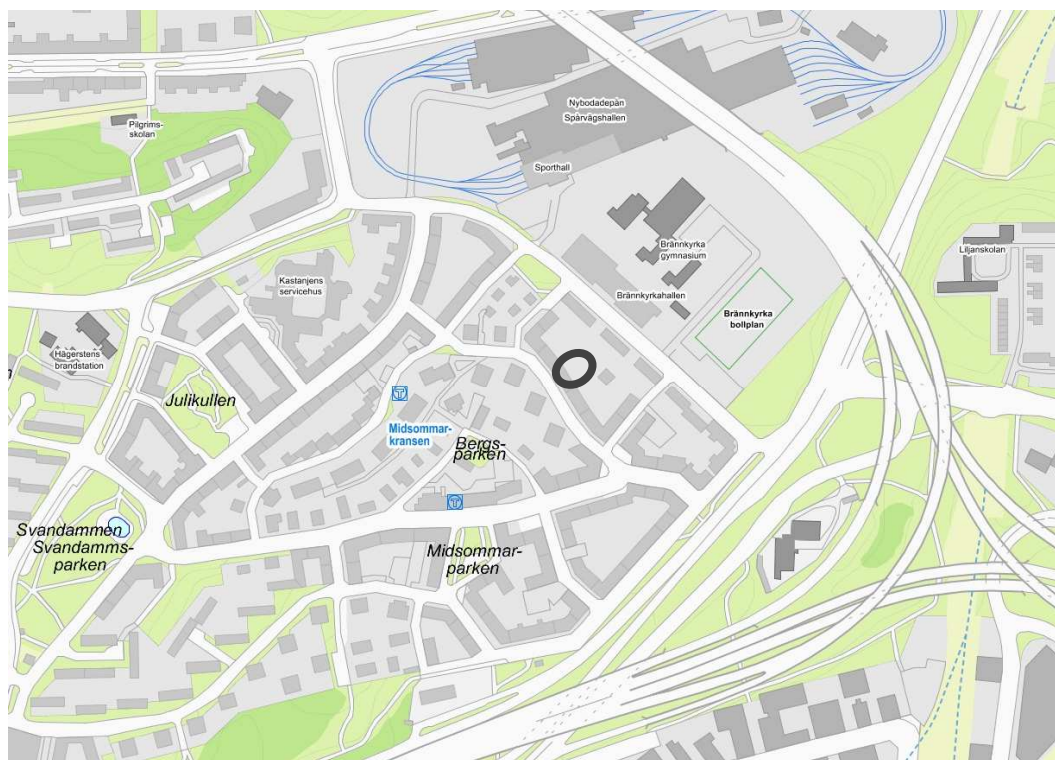 Nybodadepån
Spårvägshallen
Pilgrims-
skolan
Sporthall
Brännkyrka
gymnasium
Liljanskolan
Kastanjens
servicehus
Brännkyrkahallen
Brännkyrka
bollplan
Hägerstens
brandstation
Julikullen
Midsommar-
kransen
Bergs-
parken
Svandammen
Svandamms-
parken
Midsommar-
parken